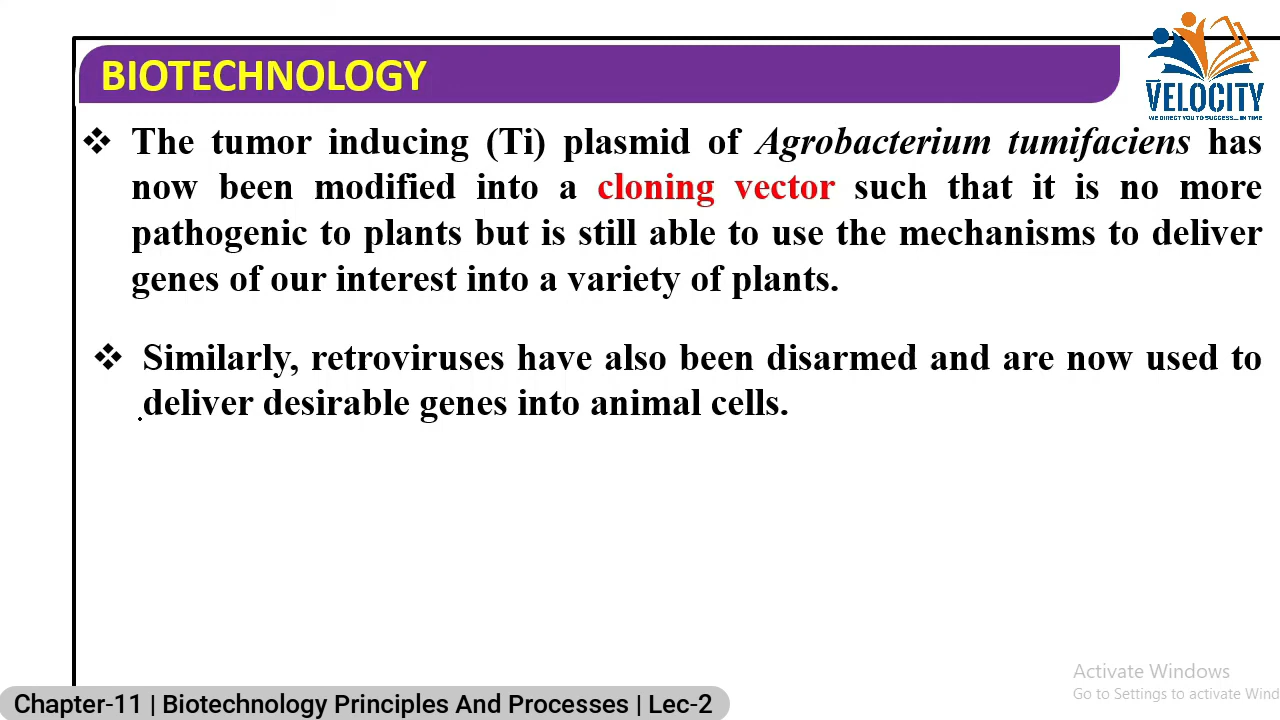 BIOTECHNOLOGY
VELOCITY
WE DIRECT YOU TO SUCCESS.... IN TIME
❖ The tumor inducing (Ti) plasmid of Agrobacterium tumifaciens has
now been modified into a cloning vector such that it is no more
pathogenic to plants but is still able to use the mechanisms to deliver
genes of our interest into a variety of plants.
❖ Similarly, retroviruses have also been disarmed and are now used to
deliver desirable genes into animal cells.
Activate Windows
Go to Settings to activate Wind
Chapter-11 | Biotechnology Principles And Processes | Lec-2